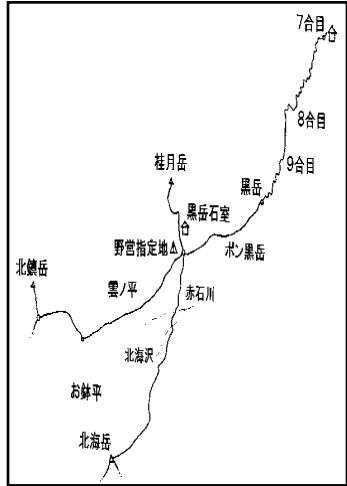 7合目
8合目
9合目
桂月岳
黒岳
黒岳石室
野営指定地
ポン黒岳
北鎮岳
雲ノ平
赤石川
北海沢
お鉢平
北海岳